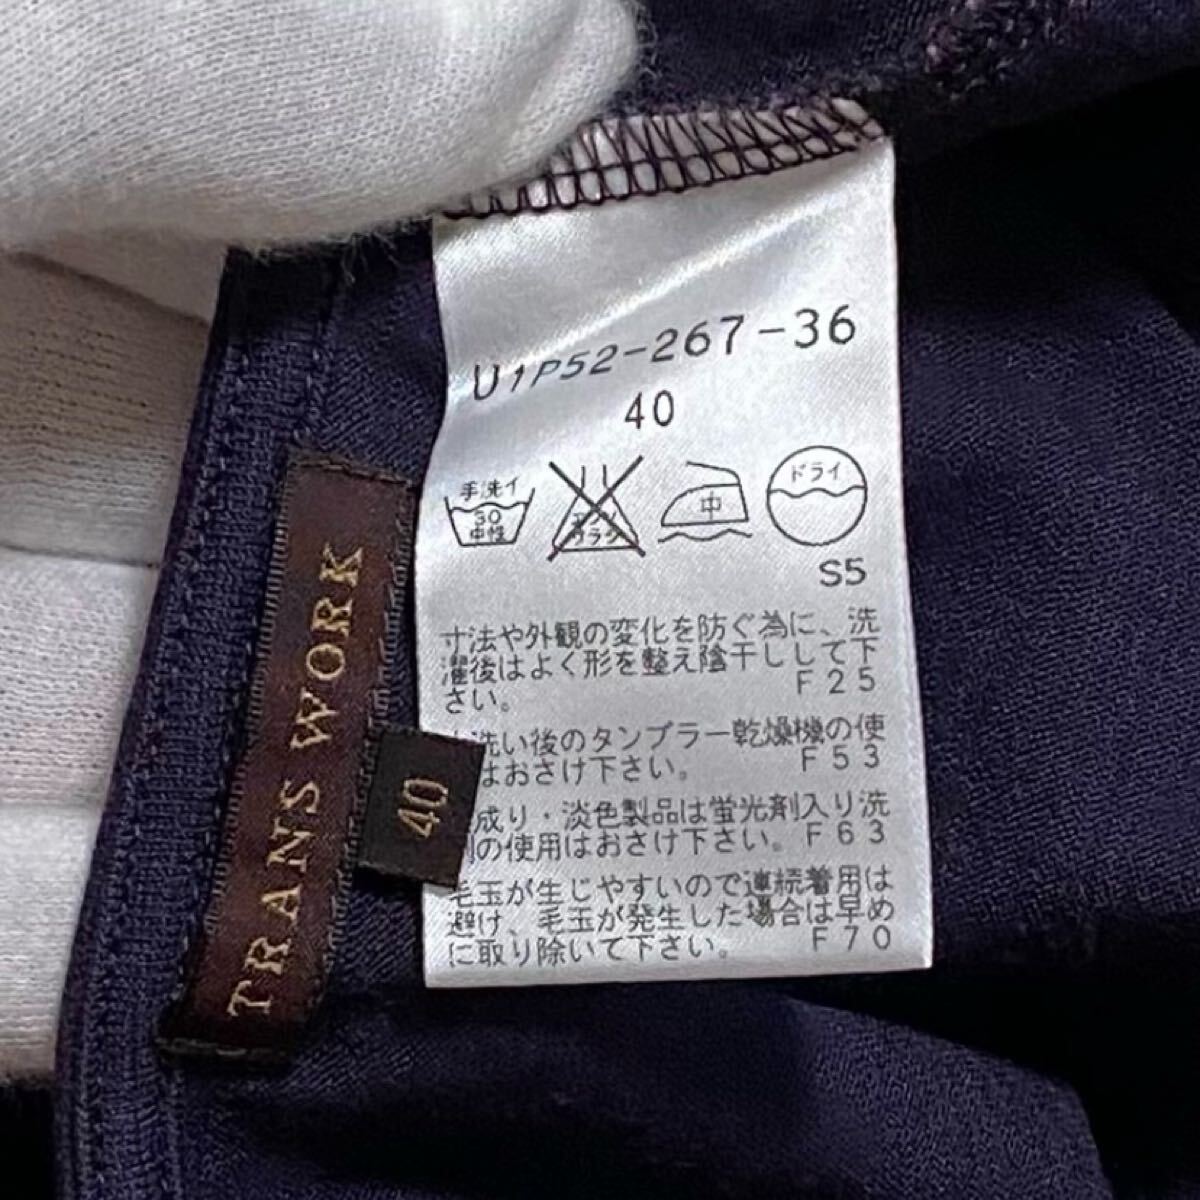 U1P52-267-36
40
手洗イ
30
中性
中
ドライ
S5
寸法や外観の変化を防ぐ為に、洗
濯後はよく形を整え陰干しして下
さい。 F25
洗い後のタンブラー乾燥機の使
はおさけ下さい。 F53
成り・淡色製品は蛍光剤入り洗
の使用はおさけ下さい。F63
毛玉が生じやすいので連続着用は
避け、毛玉が発生した場合は早め
に取り除いて下さい。 F70
TRANS WORK
40